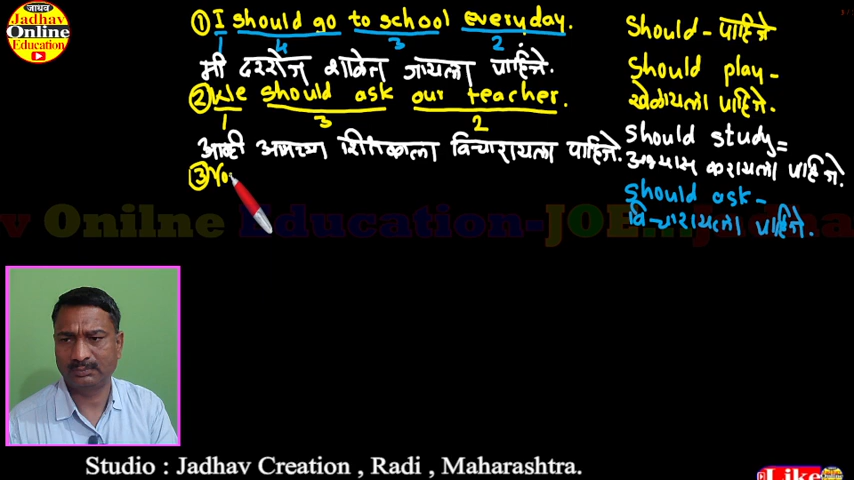 जाधव
Jadhav
Online
Education
① I should go to school everyday.
1 4 3 2
मी दररोज शाळेत जायला पाहिजे.
② We should ask our teacher.
1 3 2
आम्ही आमच्या शिक्षिकाला विचारायला पाहिजे.
③ Yo
Should - पाहिजे
Should play -
खेळायला पाहिजे.
Should study =
अभ्यास करायला पाहिजे.
Should ask -
विचारायला पाहिजे.
v Onilne Education-JOE...jadha
Studio : Jadhav Creation , Radi , Maharashtra.
Like